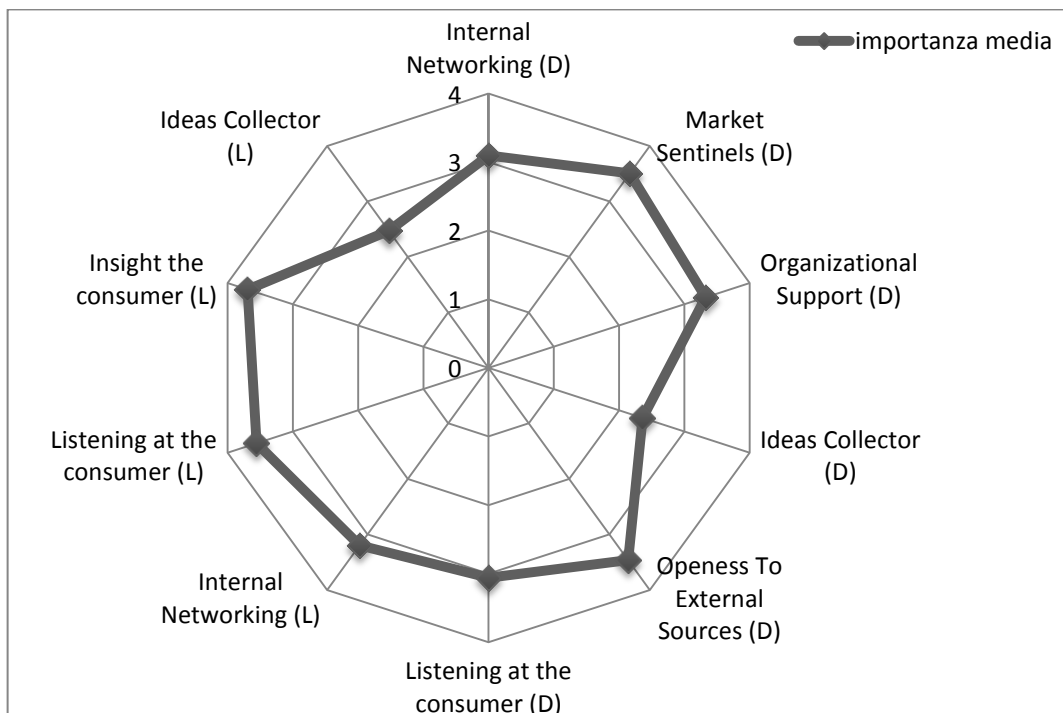 Internal
Networking (D)
importanza media
Market
Sentinels (D)
Organizational
Support (D)
Ideas Collector
(D)
Openess To
External
Sources (D)
Listening at the
consumer (D)
Internal
Networking (L)
Listening at the
consumer (L)
Insight the
consumer (L)
Ideas Collector
(L)
4
3
2
1
0